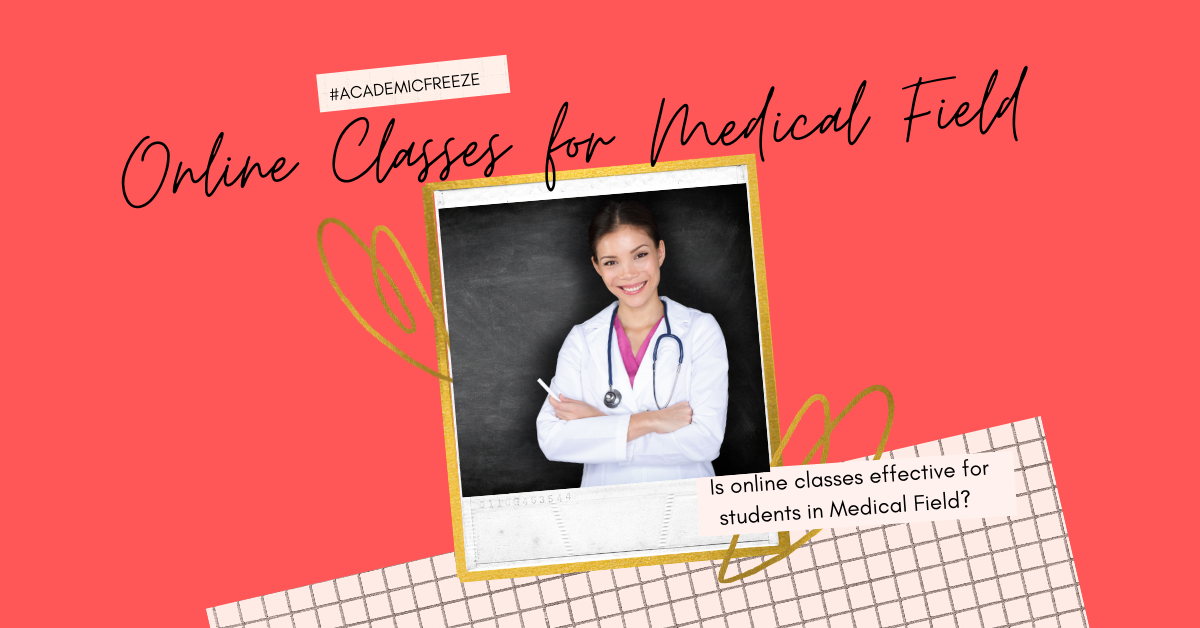 #ACADEMICFREEZE
Online Classes for Medical Field
Is online classes effective for
students in Medical Field?